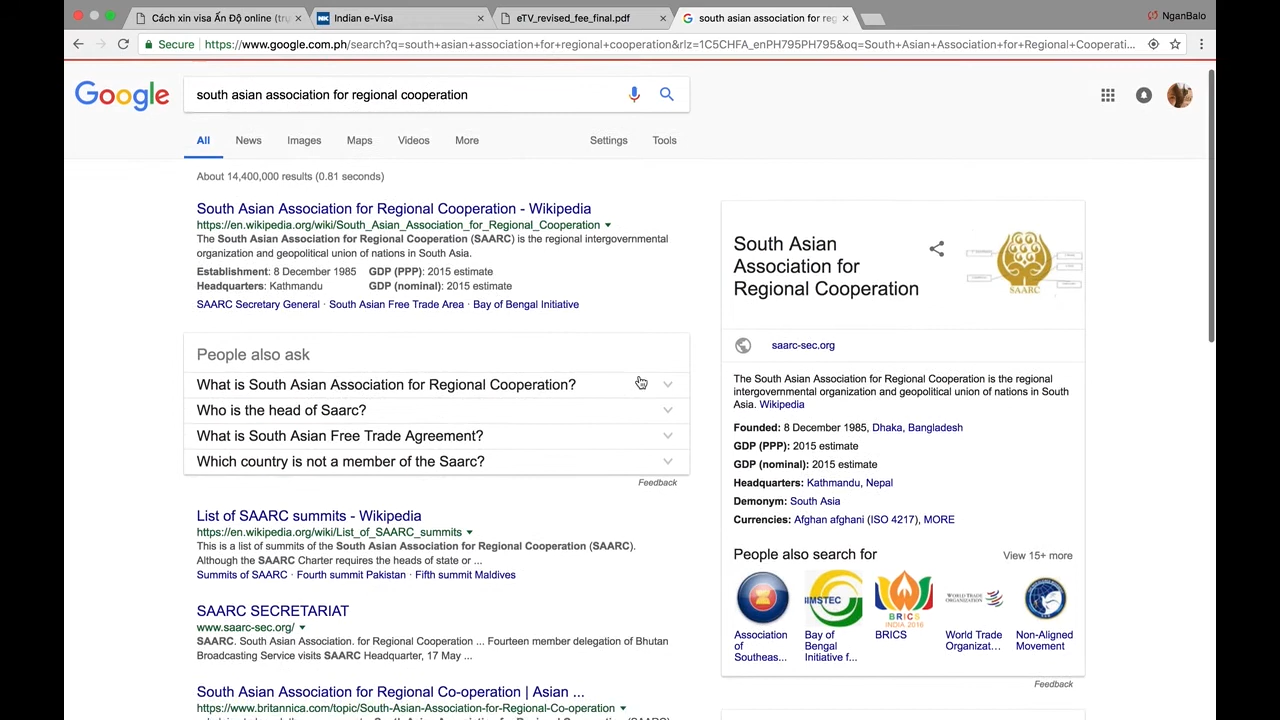 Cách xin visa Ấn Độ online (trự
Indian e-Visa
eTV_revised_fee_final.pdf
south asian association for reg
NganBalo
Secure
https://www.google.com.ph/search?q=south+asian+association+for+regional+cooperation&rlz=1C5CHFA_enPH795PH795&oq=South+Asian+Association+for+Regional+Cooperati...
Google
south asian association for regional cooperation
All
News
Images
Maps
Videos
More
Settings
Tools
About 14,400,000 results (0.81 seconds)
South Asian Association for Regional Cooperation - Wikipedia
https://en.wikipedia.org/wiki/South_Asian_Association_for_Regional_Cooperation
The South Asian Association for Regional Cooperation (SAARC) is the regional intergovernmental
organization and geopolitical union of nations in South Asia.
Establishment: 8 December 1985 GDP (PPP): 2015 estimate
Headquarters: Kathmandu GDP (nominal): 2015 estimate
SAARC Secretary General · South Asian Free Trade Area · Bay of Bengal Initiative
People also ask
What is South Asian Association for Regional Cooperation?
Who is the head of Saarc?
What is South Asian Free Trade Agreement?
Which country is not a member of the Saarc?
Feedback
List of SAARC summits - Wikipedia
https://en.wikipedia.org/wiki/List_of_SAARC_summits
This is a list of summits of the South Asian Association for Regional Cooperation (SAARC).
Although the SAARC Charter requires the heads of state or ...
Summits of SAARC · Fourth summit Pakistan · Fifth summit Maldives
SAARC SECRETARIAT
www.saarc-sec.org/
SAARC. South Asian Association. for Regional Cooperation ... Fourteen member delegation of Bhutan
Broadcasting Service visits SAARC Headquarter, 17 May ...
South Asian Association for Regional Co-operation | Asian ...
https://www.britannica.com/topic/South-Asian-Association-for-Regional-Co-operation
South Asian
Association for
Regional Cooperation
SAARC
saarc-sec.org
The South Asian Association for Regional Cooperation is the regional
intergovernmental organization and geopolitical union of nations in South
Asia. Wikipedia
Founded: 8 December 1985, Dhaka, Bangladesh
GDP (PPP): 2015 estimate
GDP (nominal): 2015 estimate
Headquarters: Kathmandu, Nepal
Demonym: South Asia
Currencies: Afghan afghani (ISO 4217), MORE
People also search for
View 15+ more
BIMSTEC
BRICS
INDIA 2016
WORLD TRADE
ORGANIZATION
Association
of
Southeas...
Bay of
Bengal
Initiative f...
BRICS
World Trade
Organizat...
Non-Aligned
Movement
Feedback